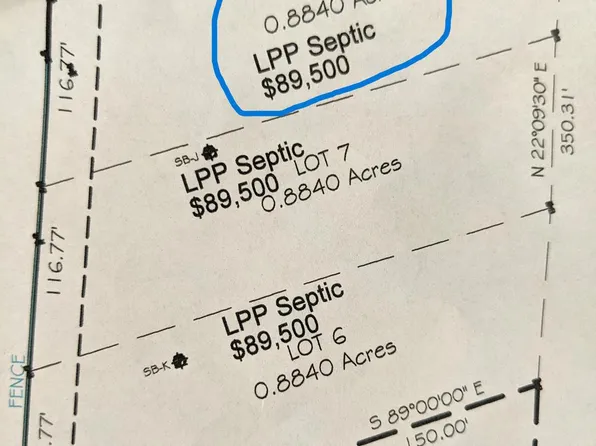 0.8840
LPP Septic
$89,500
116.77'
N 22°09'30" E
350.31'
SB-J
LPP Septic
LOT 7
$89,500
0.8840 Acres
116.77'
LPP Septic
$89,500
LOT 6
SB-K
0.8840 Acres
FENCE
.77'
S 89°00'00" E
150.00'